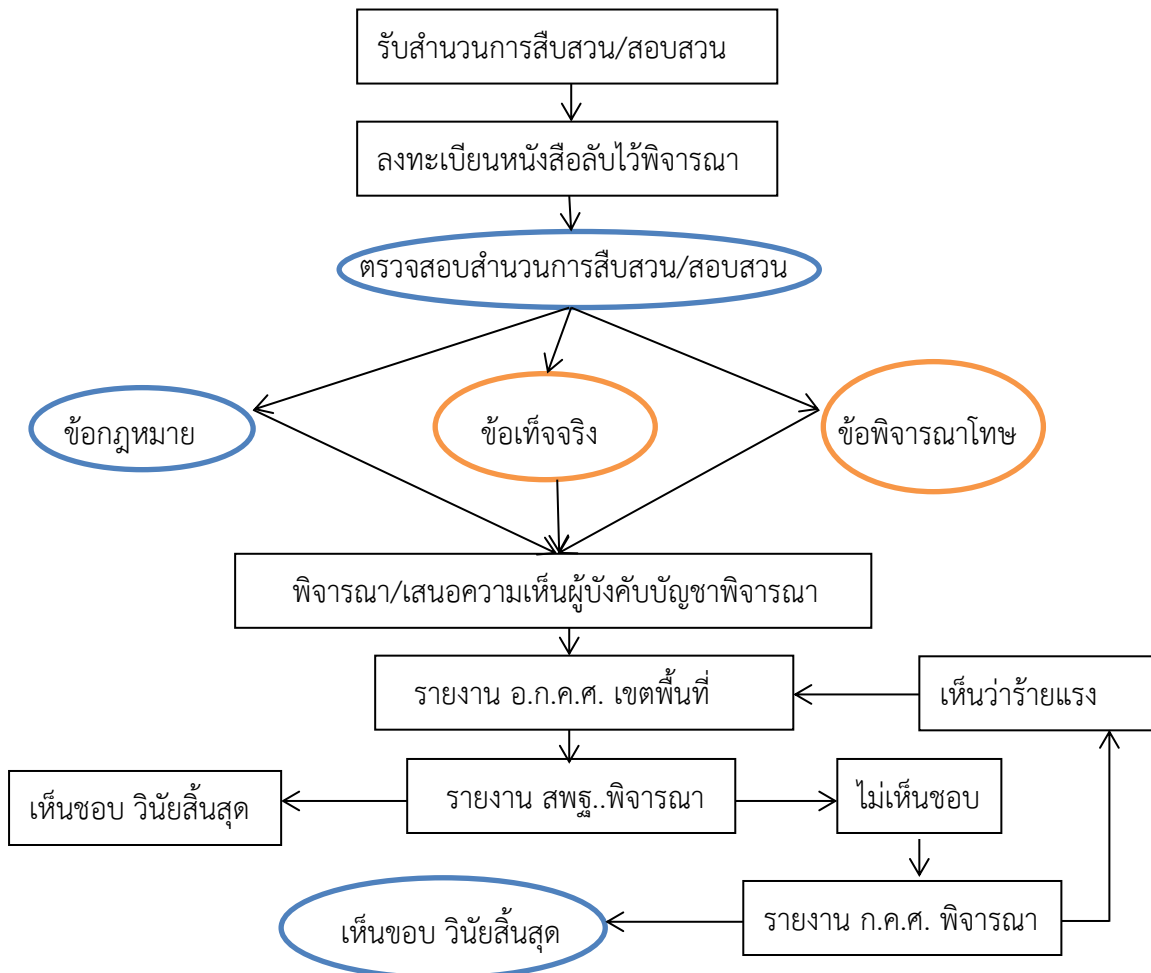 รับสำนวนการสืบสวน/สอบสวน
ลงทะเบียนหนังสือลับไว้พิจารณา
ตรวจสอบสำนวนการสืบสวน/สอบสวน
ข้อกฎหมาย
ข้อเท็จจริง
ข้อพิจารณาโทษ
พิจารณา/เสนอความเห็นผู้บังคับบัญชาพิจารณา
รายงาน อ.ก.ค.ศ. เขตพื้นที่
เห็นว่าร้ายแรง
เห็นชอบ วินัยสิ้นสุด
รายงาน สพฐ..พิจารณา
ไม่เห็นชอบ
เห็นขอบ วินัยสิ้นสุด
รายงาน ก.ค.ศ. พิจารณา